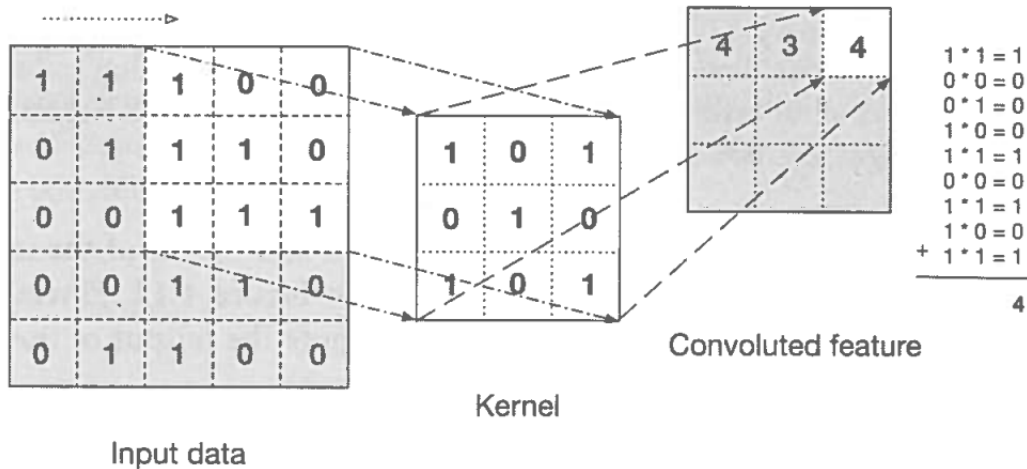 1 1 1 0 0
0 1 1 1 0
0 0 1 1 1
0 0 1 1 0
0 1 1 0 0
Input data
1 0 1
0 1 0
1 0 1
Kernel
4 3 4
Convoluted feature
1 * 1 = 1
0 * 0 = 0
0 * 1 = 0
1 * 0 = 0
1 * 1 = 1
0 * 0 = 0
1 * 1 = 1
1 * 0 = 0
+ 1 * 1 = 1
4